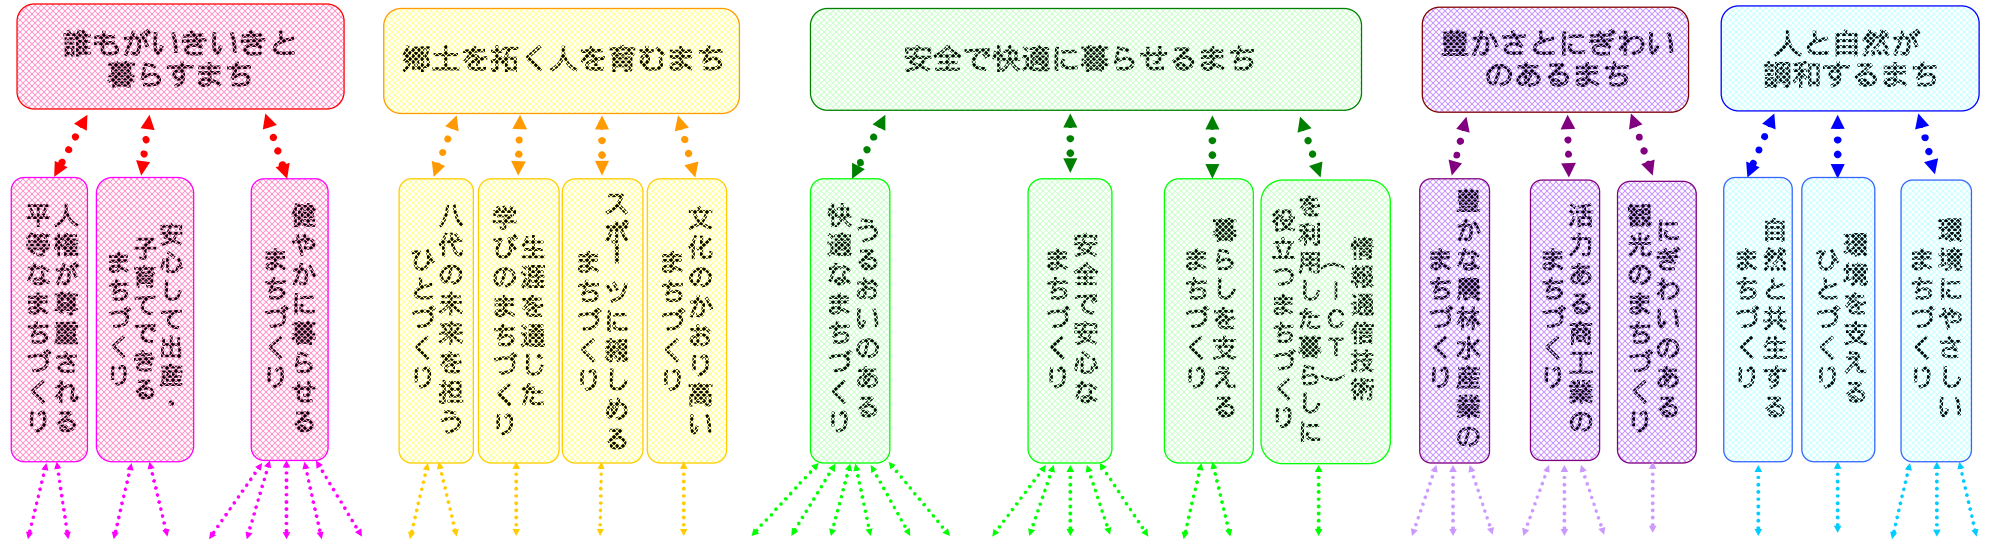 誰もがいきいきと
暮らすまち
郷土を拓く人を育むまち
安全で快適に暮らせるまち
豊かさとにぎわい
のあるまち
人と自然が
調和するまち
人権が尊重される
平等なまちづくり
安心して出産、
子育てできる
まちづくり
健やかに暮らせる
まちづくり
八代の未来を担う
ひとづくり
生涯を通じた
学びのまちづくり
スポーツに親しめる
まちづくり
文化のかおり高い
まちづくり
うるおいのある
快適なまちづくり
安全で安心な
まちづくり
暮らしを支える
まちづくり
情報通信技術
(ICT)
を利用した暮らしに
役立つまちづくり
豊かな農林水産業の
まちづくり
活力ある商工業の
まちづくり
にぎわいのある
観光のまちづくり
自然と共生する
まちづくり
環境を支える
ひとづくり
環境にやさしい
まちづくり